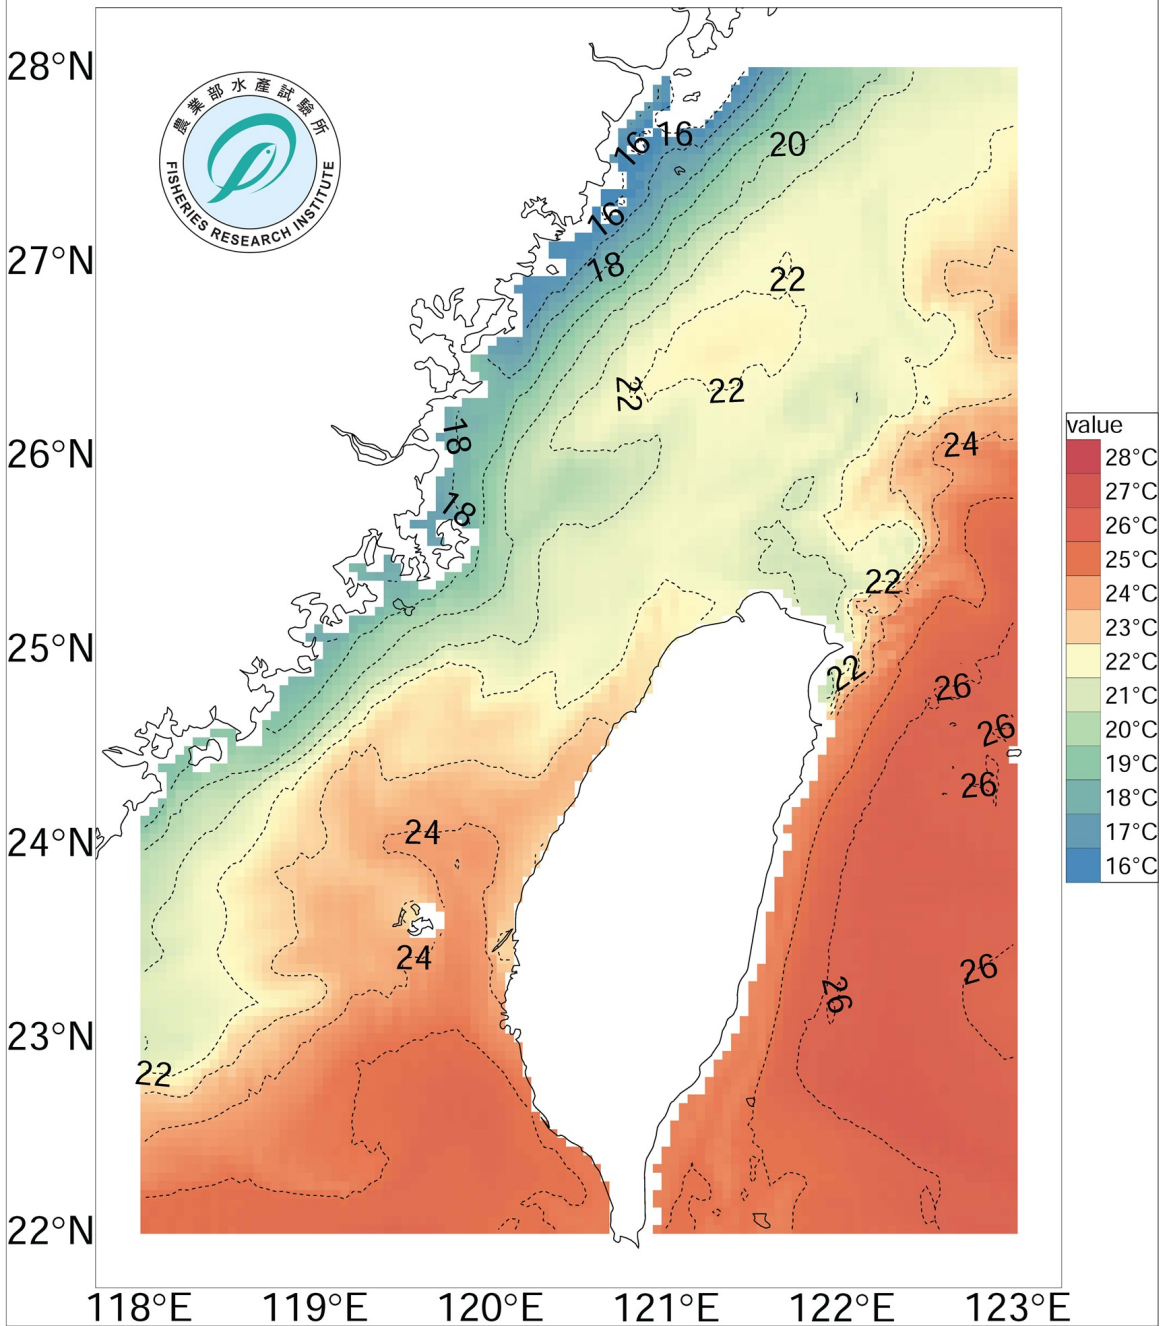 28°N
27°N
26°N
25°N
24°N
23°N
22°N
118°E 119°E 120°E 121°E 122°E 123°E
農業部水產試驗所
FISHERIES RESEARCH INSTITUTE
16
16
20
16
18
22
22
22
24
18
18
22
22
26
26
26
24
24
26
26
22
value
28°C
27°C
26°C
25°C
24°C
23°C
22°C
21°C
20°C
19°C
18°C
17°C
16°C